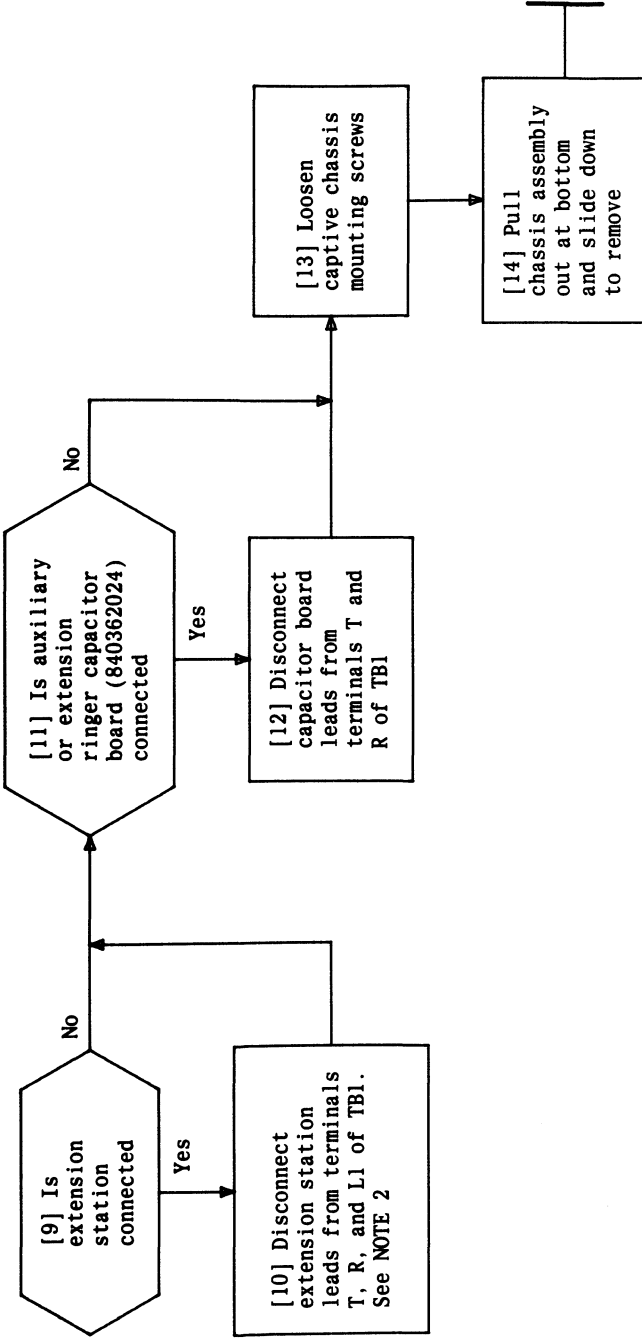 [9] Is
extension
station
connected
No
Yes
[10] Disconnect
extension station
leads from terminals
T, R, and L1 of TB1.
See NOTE 2
[11] Is auxiliary
or extension
ringer capacitor
board (840362024)
connected
No
Yes
[12] Disconnect
capacitor board
leads from
terminals T and
R of TB1
[13] Loosen
captive chassis
mounting screws
[14] Pull
chassis assembly
out at bottom
and slide down
to remove